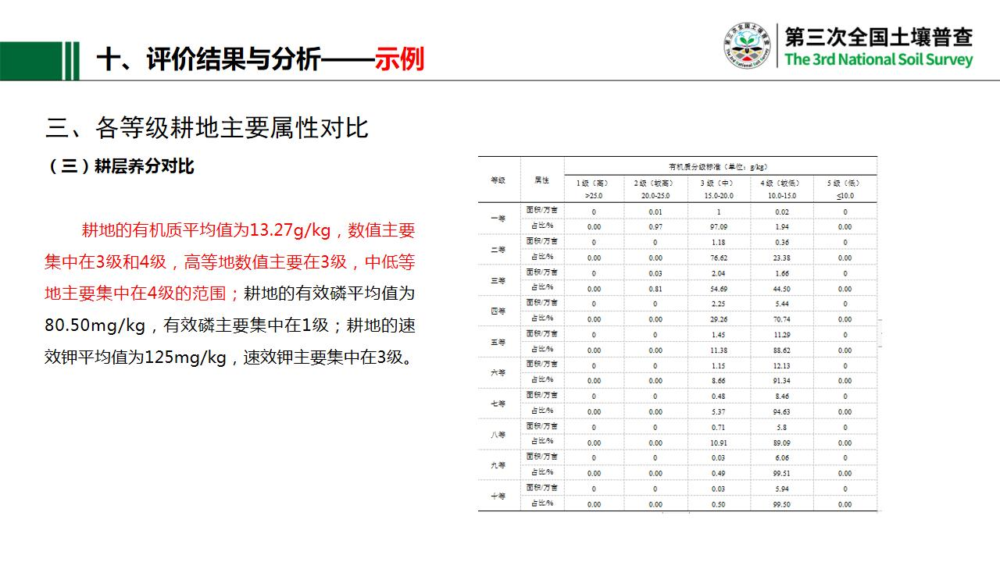 十、评价结果与分析——示例
第三次全国土壤普查
The 3rd National Soil Survey
三、各等级耕地主要属性对比
（三）耕层养分对比
耕地的有机质平均值为13.27g/kg，数值主要
集中在3级和4级，高等地数值主要在3级，中低等
地主要集中在4级的范围；耕地的有效磷平均值为
80.50mg/kg，有效磷主要集中在1级；耕地的速
效钾平均值为125mg/kg，速效钾主要集中在3级。
等级 属性 有机质分级标准（单位：g/kg）
1级（高） 2级（较高） 3级（中） 4级（较低） 5级（低）
>25.0 20.0-25.0 15.0-20.0 10.0-15.0 ≤10.0
一等 面积/万亩 0 0.01 1 0.02 0
占比/% 0.00 0.97 97.09 1.94 0.00
二等 面积/万亩 0 0 1.18 0.36 0
占比/% 0.00 0.00 76.62 23.38 0.00
三等 面积/万亩 0 0.03 2.04 1.66 0
占比/% 0.00 0.81 54.69 44.50 0.00
四等 面积/万亩 0 0 2.25 5.44 0
占比/% 0.00 0.00 29.26 70.74 0.00
五等 面积/万亩 0 0 1.45 11.29 0
占比/% 0.00 0.00 11.38 88.62 0.00
六等 面积/万亩 0 0 1.15 12.13 0
占比/% 0.00 0.00 8.66 91.34 0.00
七等 面积/万亩 0 0 0.48 8.46 0
占比/% 0.00 0.00 5.37 94.63 0.00
八等 面积/万亩 0 0 0.71 5.8 0
占比/% 0.00 0.00 10.91 89.09 0.00
九等 面积/万亩 0 0 0.03 6.06 0
占比/% 0.00 0.00 0.49 99.51 0.00
十等 面积/万亩 0 0 0.03 5.94 0
占比/% 0.00 0.00 0.50 99.50 0.00